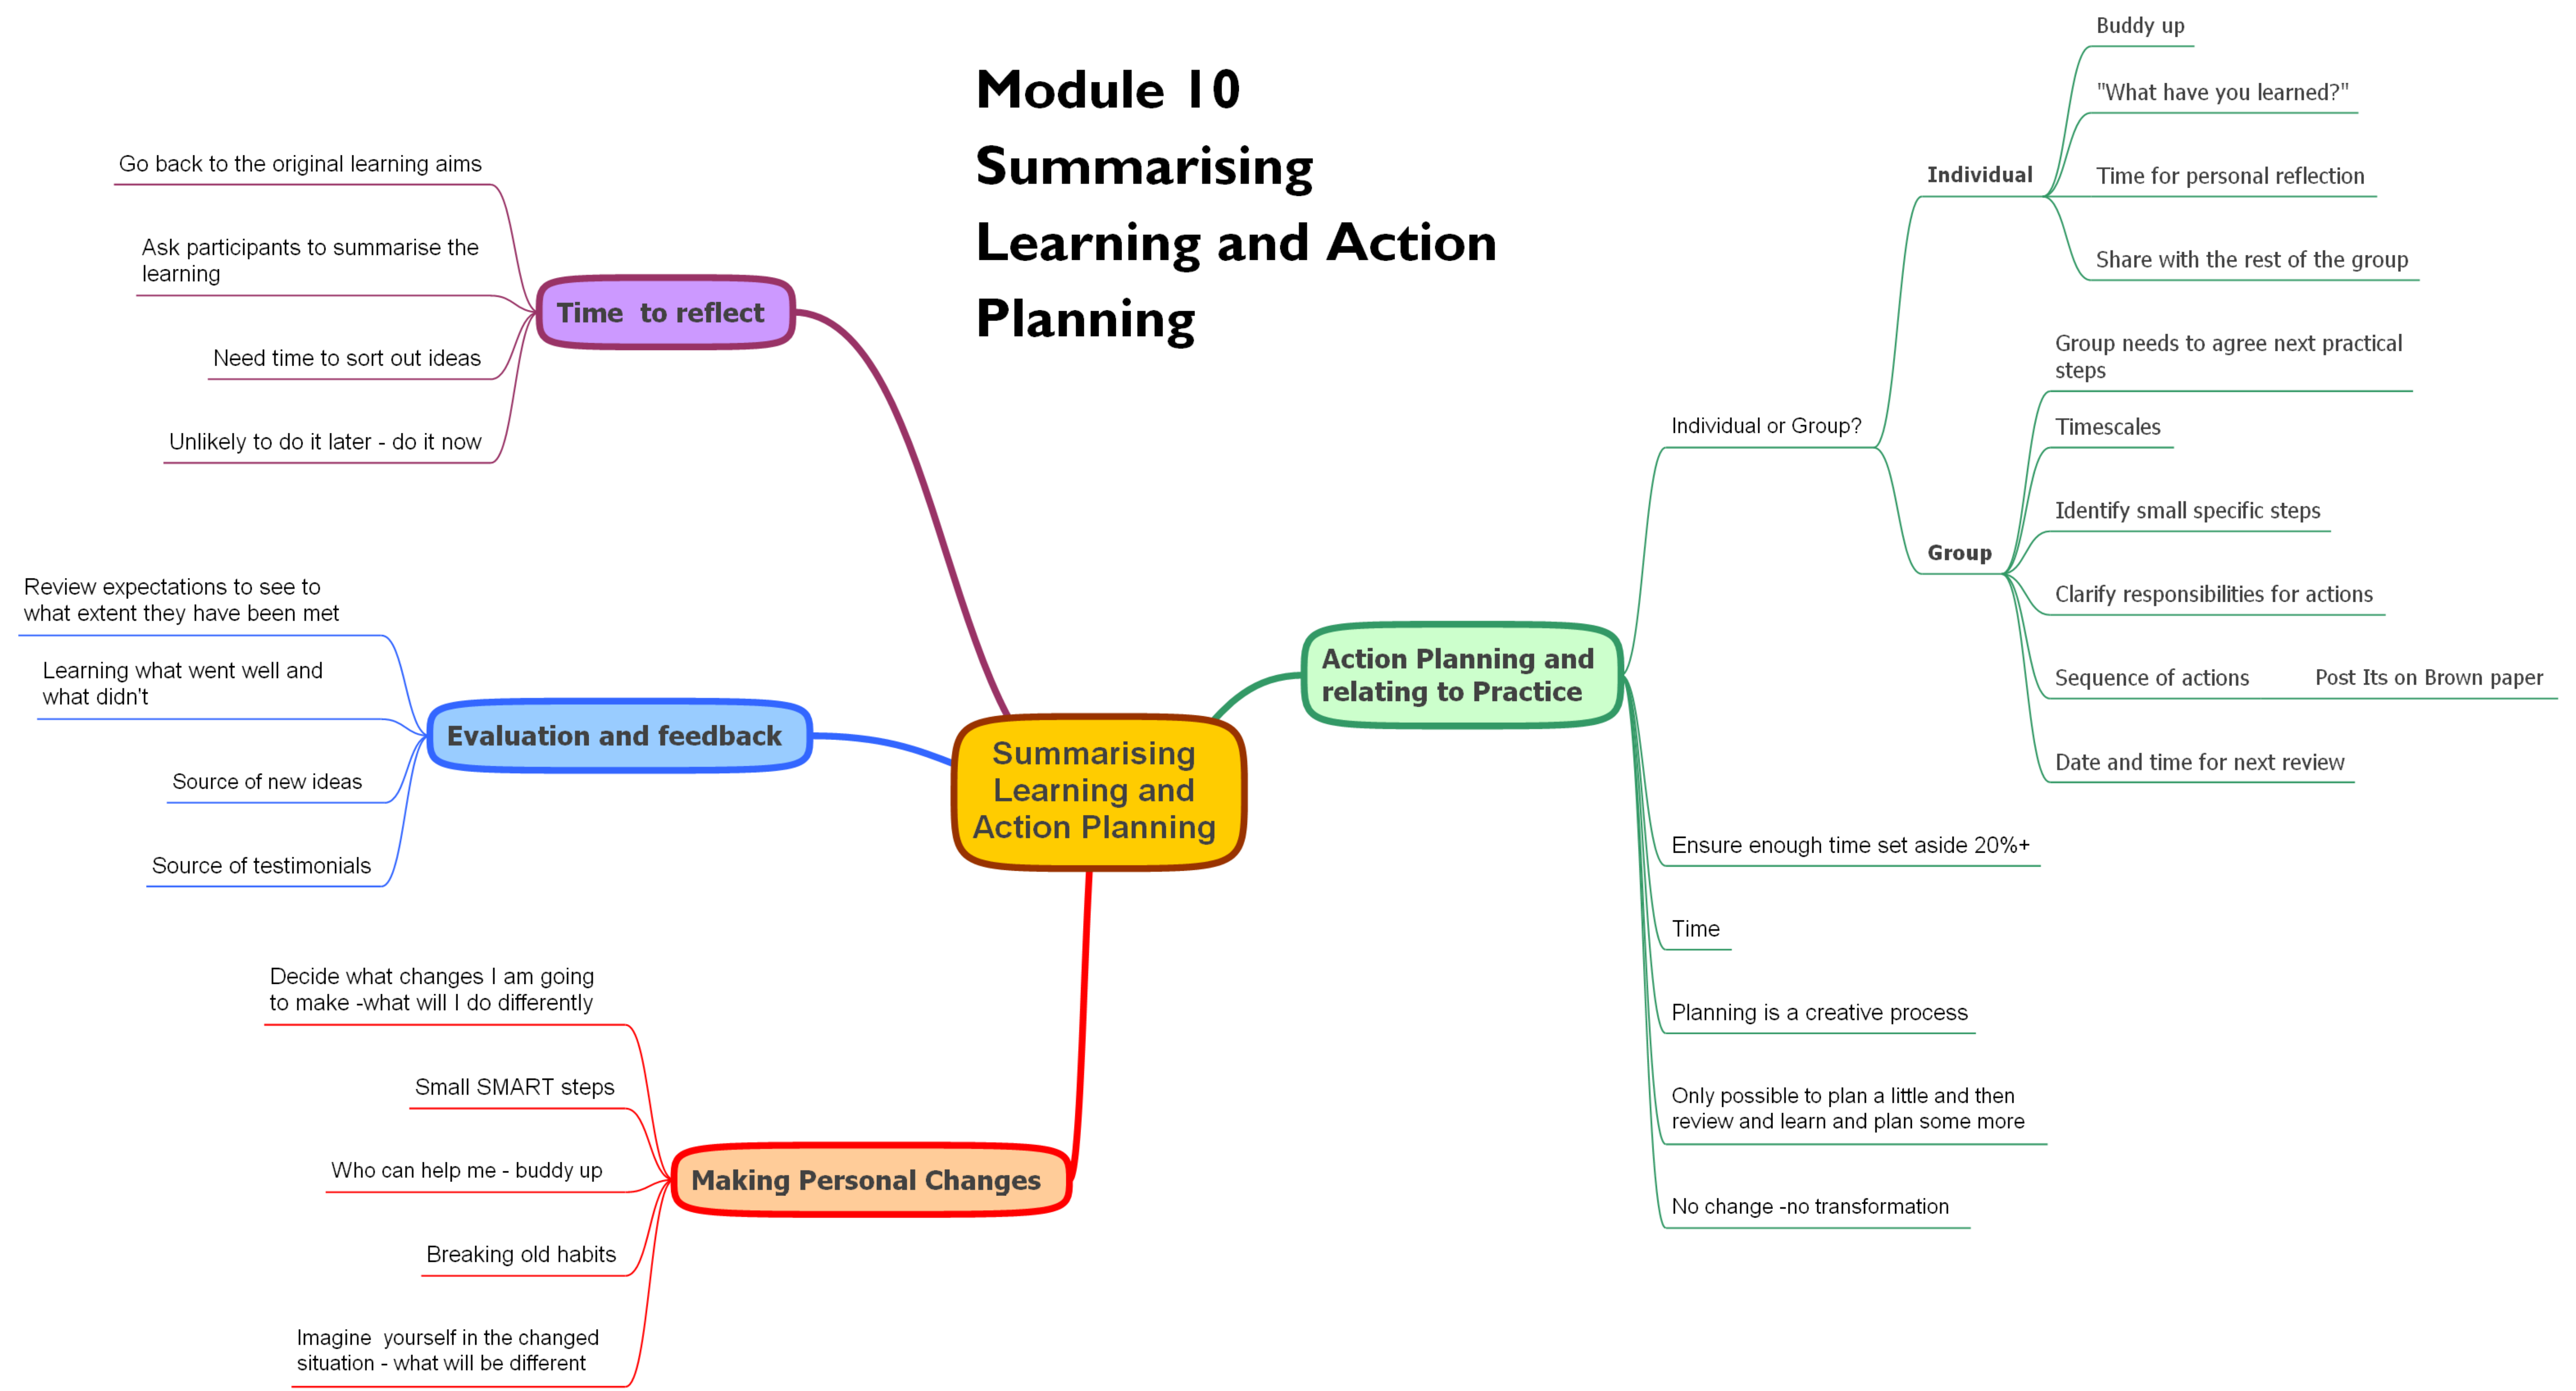 Module 10
Summarising
Learning and Action
Planning
Go back to the original learning aims
Ask participants to summarise the
learning
Need time to sort out ideas
Unlikely to do it later - do it now
Time  to reflect
Review expectations to see to
what extent they have been met
Learning what went well and
what didn't
Source of new ideas
Source of testimonials
Evaluation and feedback
Decide what changes I am going
to make -what will I do differently
Small SMART steps
Who can help me - buddy up
Breaking old habits
Imagine  yourself in the changed
situation - what will be different
Making Personal Changes
Summarising
Learning and
Action Planning
Action Planning and
relating to Practice
Individual or Group?
Individual
Buddy up
"What have you learned?"
Time for personal reflection
Share with the rest of the group
Group
Group needs to agree next practical
steps
Timescales
Identify small specific steps
Clarify responsibilities for actions
Sequence of actions
Post Its on Brown paper
Date and time for next review
Ensure enough time set aside 20%+
Time
Planning is a creative process
Only possible to plan a little and then
review and learn and plan some more
No change -no transformation